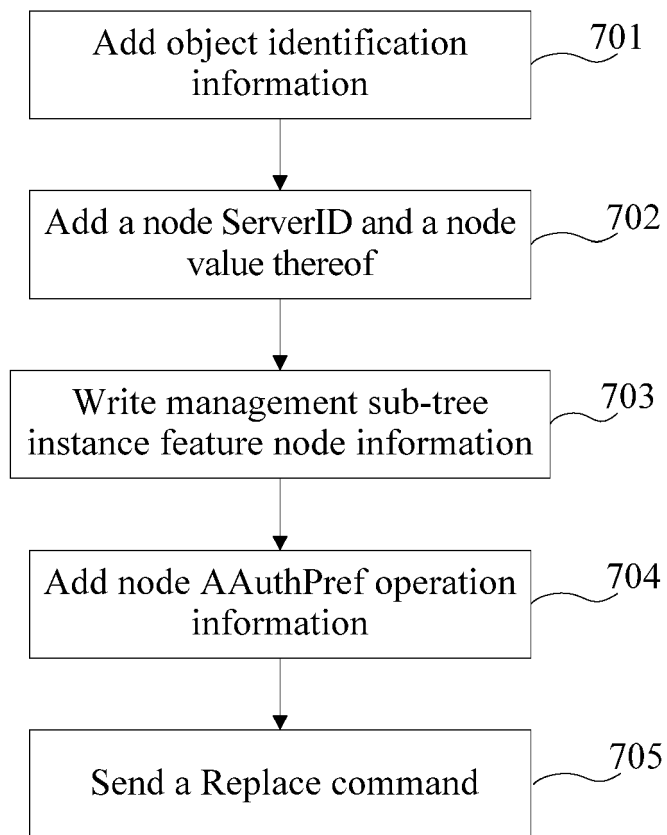 Add object identification
information
701
Add a node ServerID and a node
value thereof
702
Write management sub-tree
instance feature node information
703
Add node AAuthPref operation
information
704
Send a Replace command
705